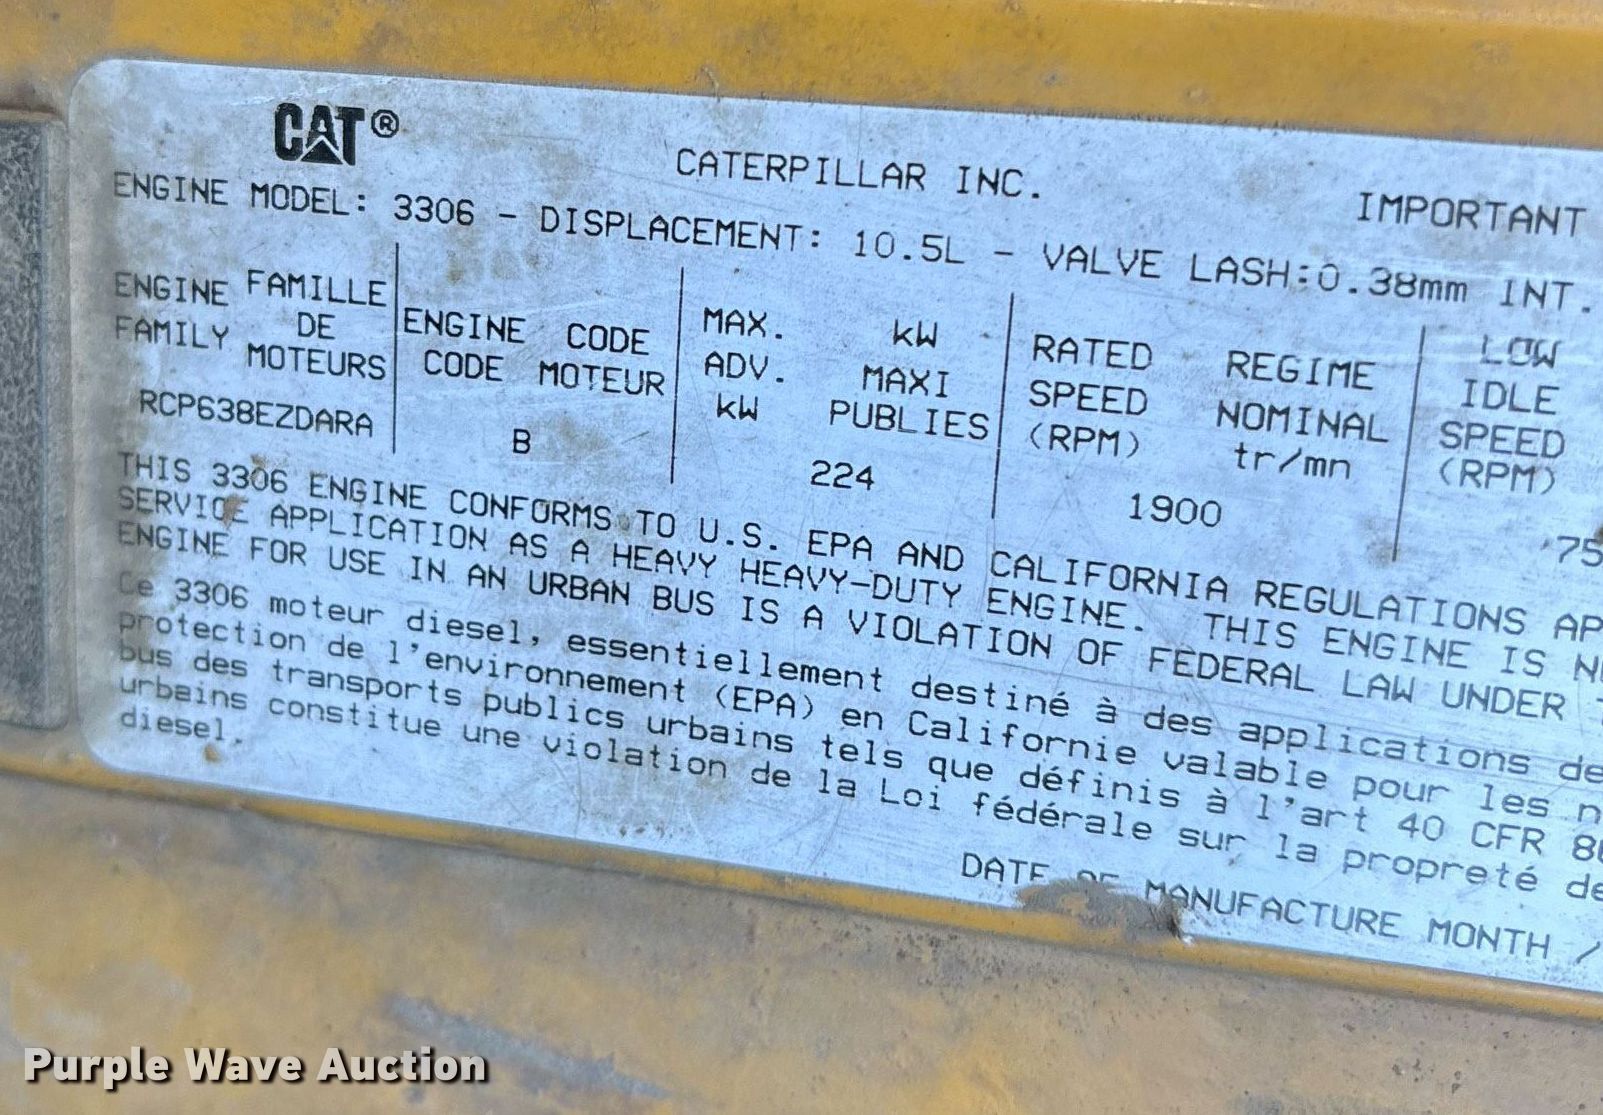 CAT®
CATERPILLAR INC.
IMPORTANT
ENGINE MODEL: 3306 - DISPLACEMENT: 10.5L - VALVE LASH:0.38mm INT.
ENGINE FAMILY
FAMILLE DE MOTEURS
ENGINE CODE
CODE MOTEUR
MAX. ADV. kW
kW MAXI PUBLIES
RATED SPEED (RPM)
REGIME NOMINAL tr/mn
LOW IDLE SPEED (RPM)
RCP638EZDARA
B
224
1900
75
THIS 3306 ENGINE CONFORMS TO U.S. EPA AND CALIFORNIA REGULATIONS AP
SERVICE APPLICATION AS A HEAVY HEAVY-DUTY ENGINE. THIS ENGINE IS N
ENGINE FOR USE IN AN URBAN BUS IS A VIOLATION OF FEDERAL LAW UNDER
Ce 3306 moteur diesel, essentiellement destiné à des applications de
protection de l'environnement (EPA) en Californie valable pour les n
bus des transports publics urbains tels que définis à l'art 40 CFR 8
urbains constitue une violation de la Loi fédérale sur la propreté de
diesel.
DATE OF MANUFACTURE MONTH /
Purple Wave Auction